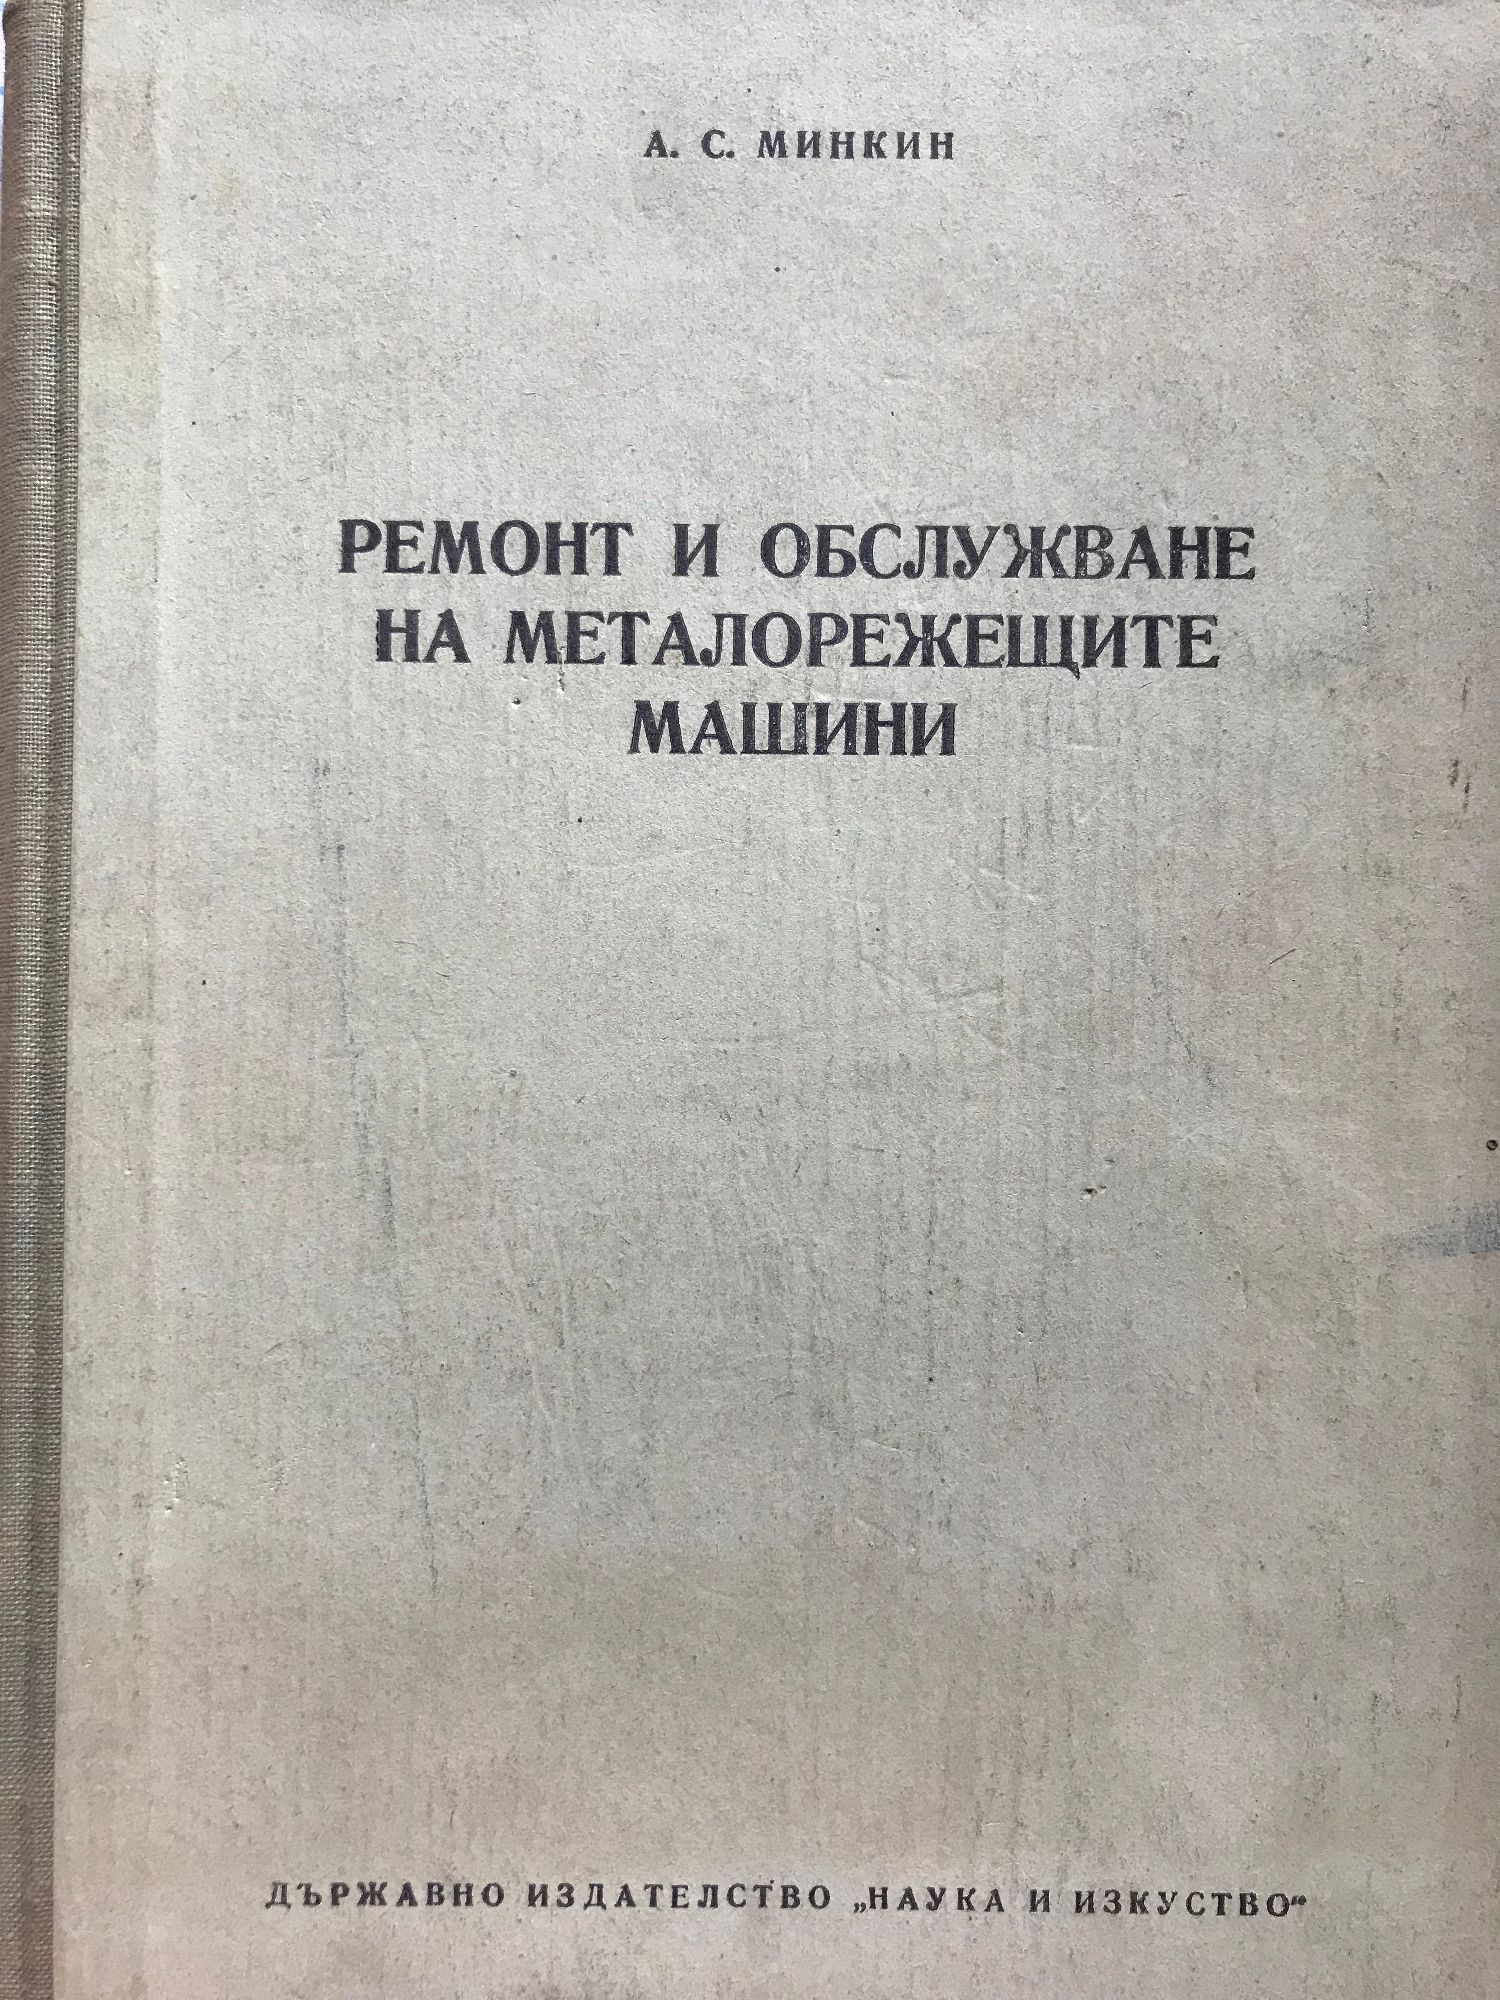 А. С. МИНКИН
РЕМОНТ И ОБСЛУЖВАНЕ
НА МЕТАЛОРЕЖЕЩИТЕ
МАШИНИ
ДЪРЖАВНО ИЗДАТЕЛСТВО „НАУКА И ИЗКУСТВО“